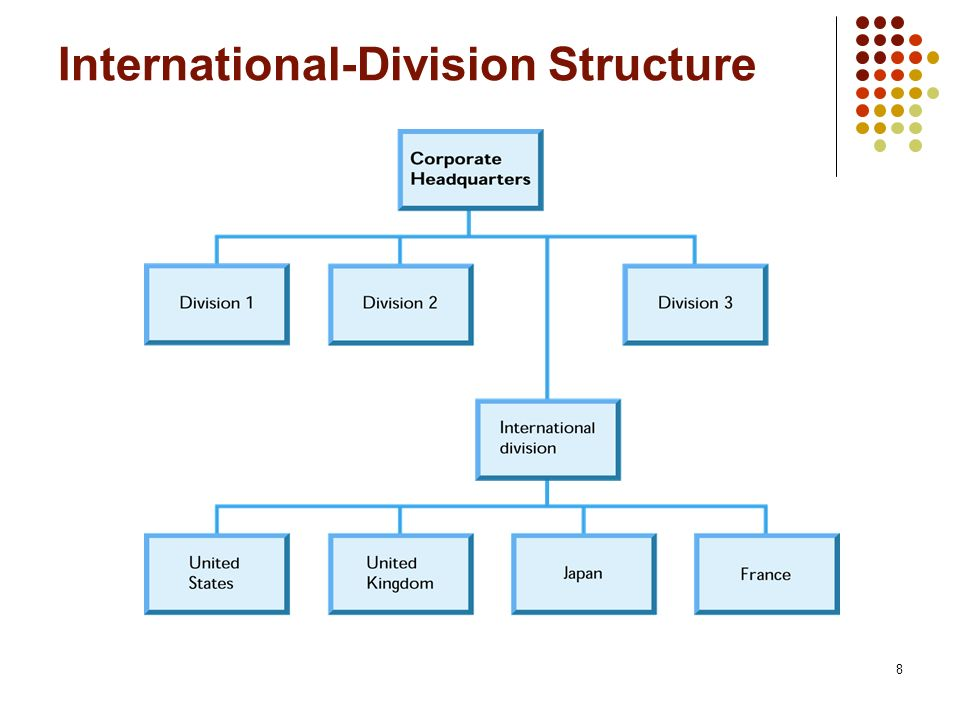 International-Division Structure
Corporate
Headquarters
Division 1
Division 2
Division 3
International
division
United
States
United
Kingdom
Japan
France
8